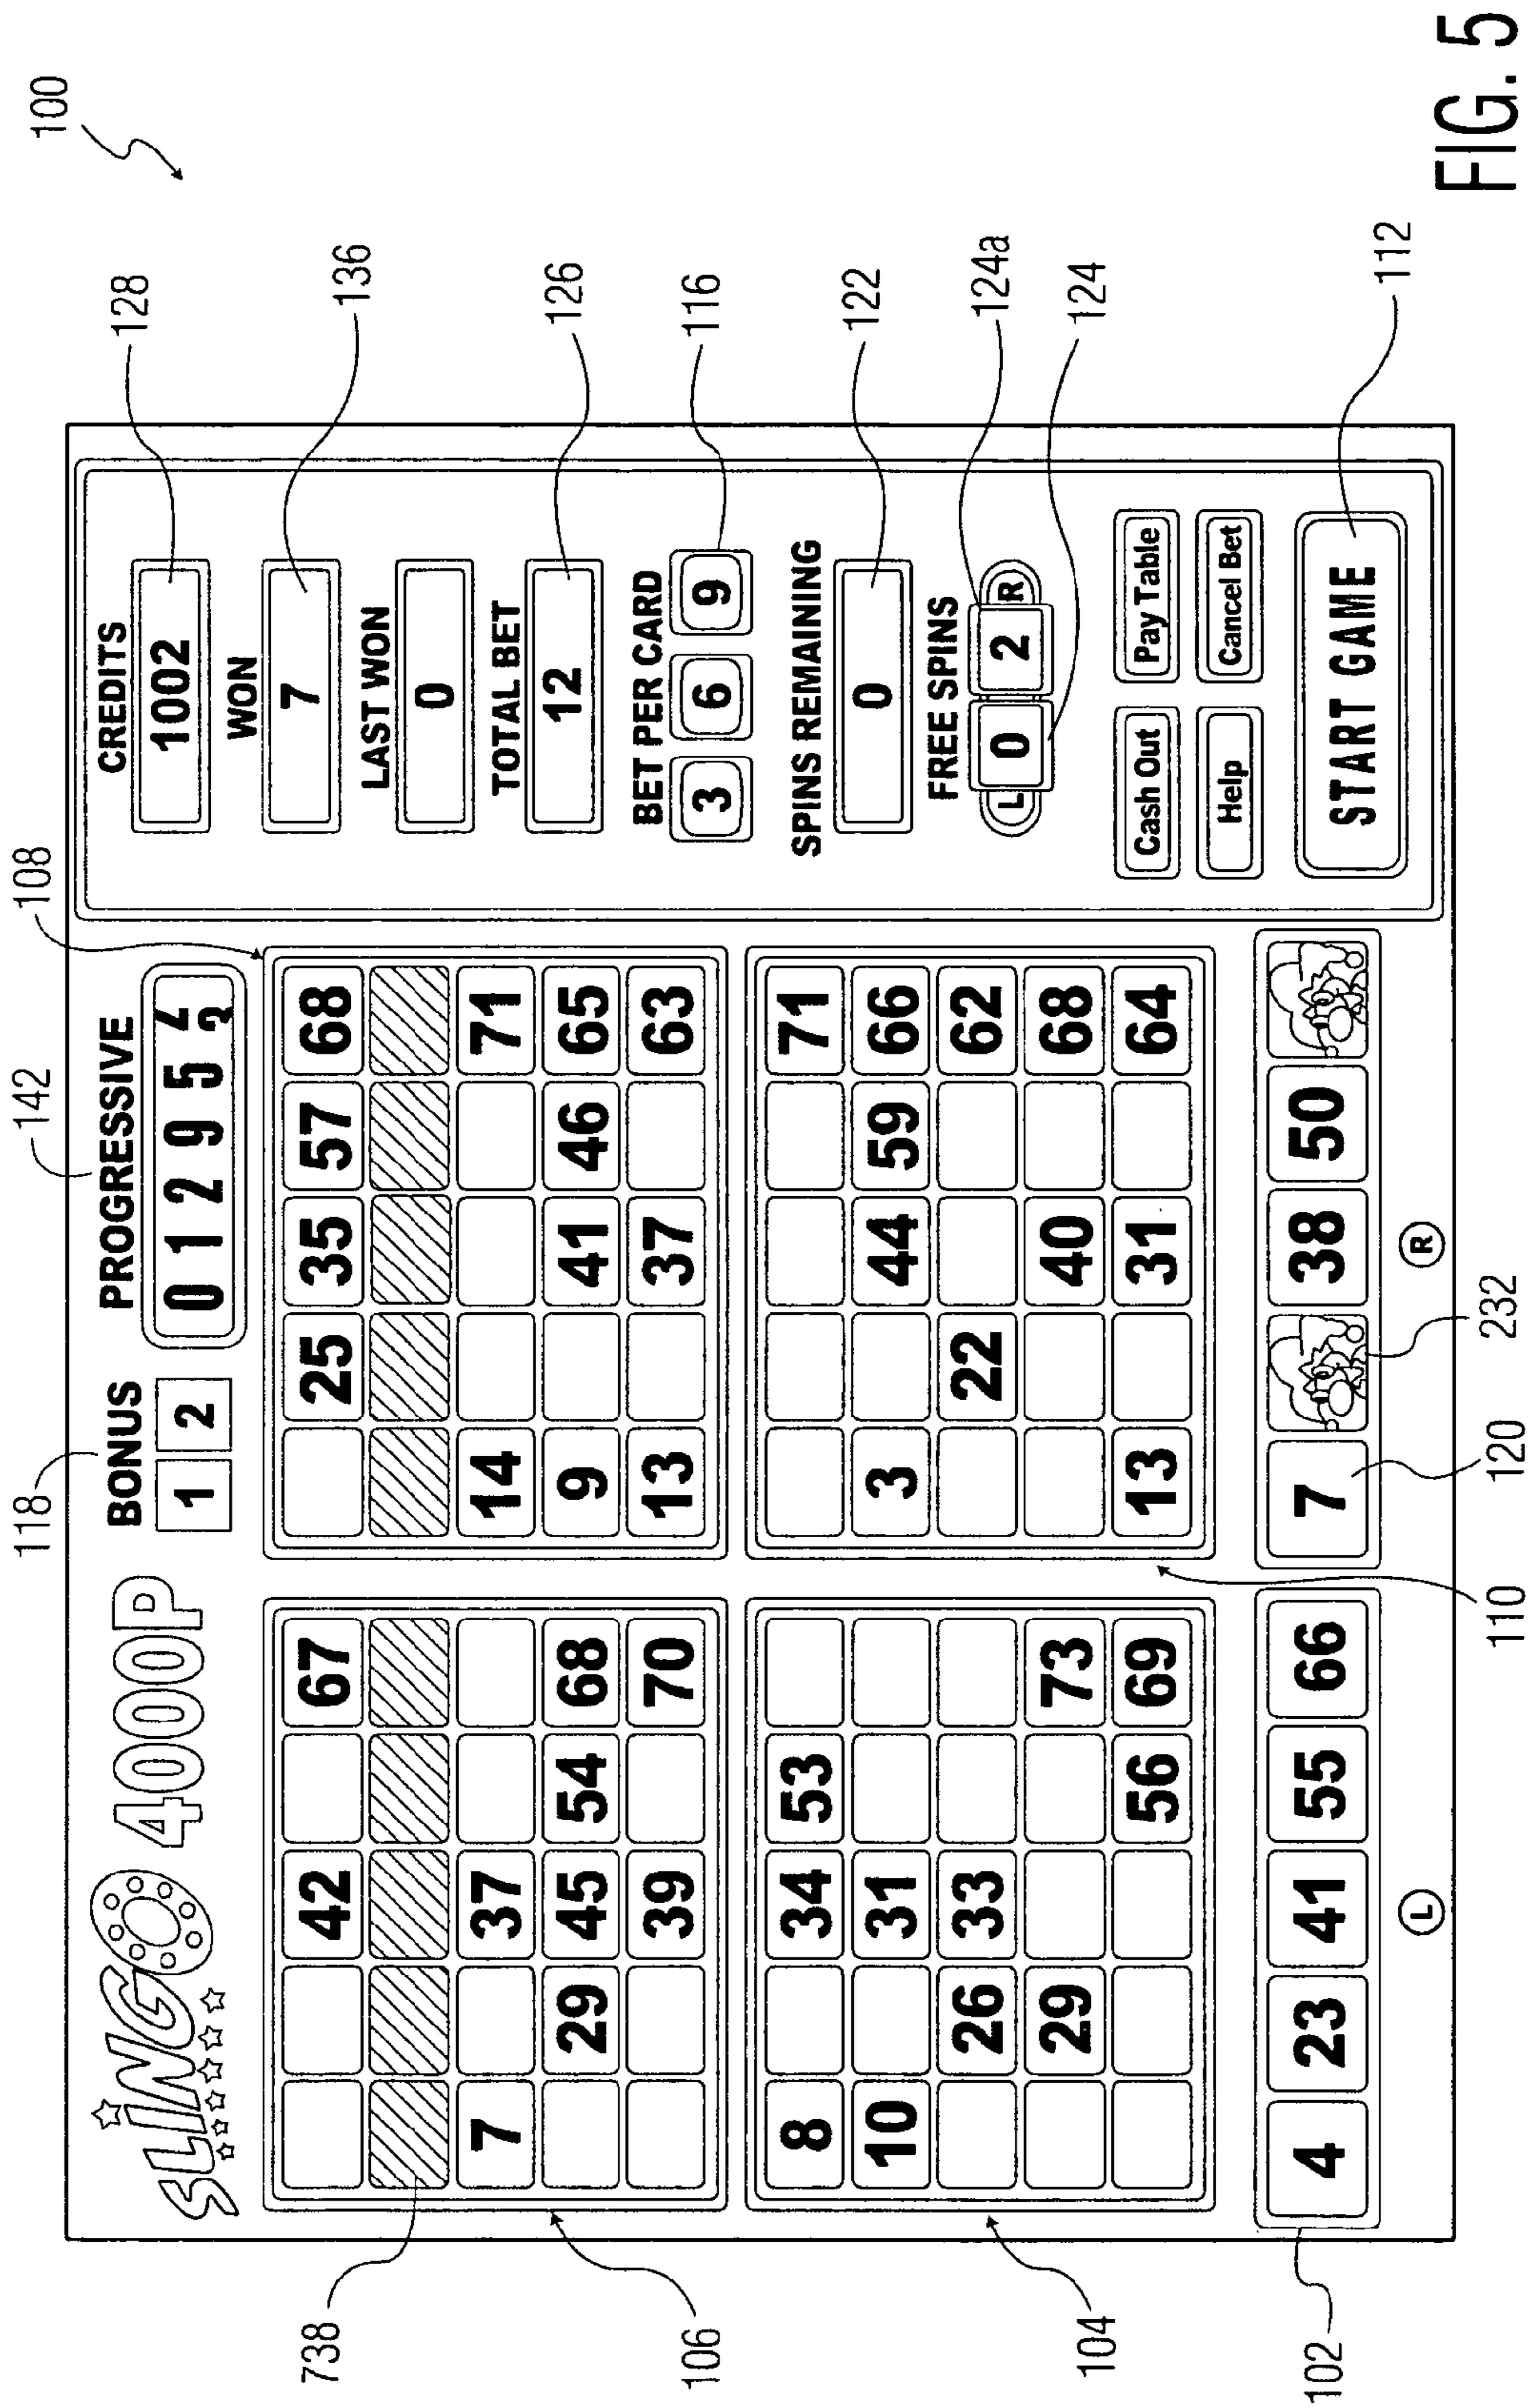 100
SLINGO 4000P
118
BONUS
1 2
142
PROGRESSIVE
0 1 2 9 5
108
42 67
7 37
29 45 54 68
39 70
738
106
25 35 57 68
14 71
9 41 46 65
13 37 63
8 34 53
10 31
26 33
29 73
56 69
104
71
3 44 59 66
22 62
40 68
13 31 64
110
4 23 41 55 66
102
L
7 38 50
R
120
232
CREDITS
1002
128
WON
7
136
LAST WON
0
TOTAL BET
12
126
BET PER CARD
3 6 9
116
SPINS REMAINING
0
122
FREE SPINS
L 0 2 R
124a
124
Cash Out Pay Table
Help Cancel Bet
START GAME
112
FIG. 5